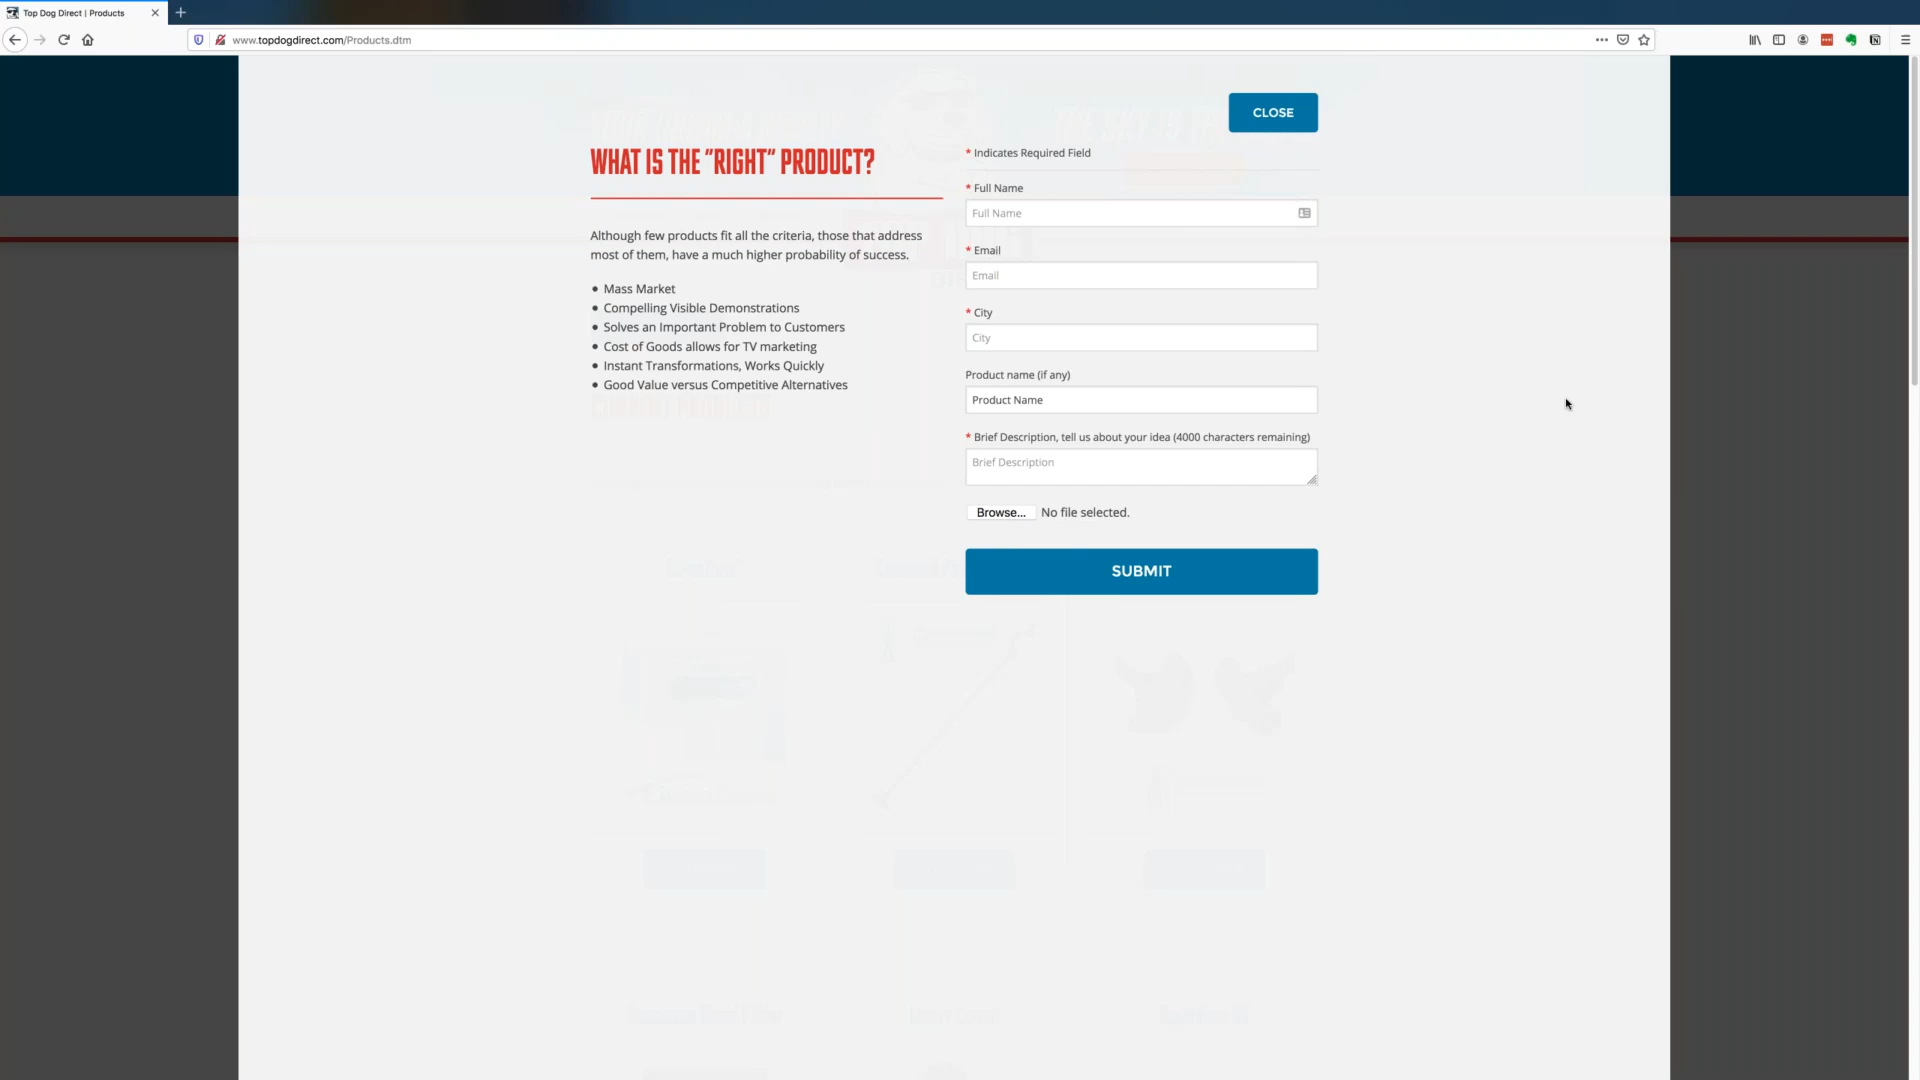 Top Dog Direct | Products
www.topdogdirect.com/Products.dtm
CLOSE
WHAT IS THE "RIGHT" PRODUCT?
Although few products fit all the criteria, those that address
most of them, have a much higher probability of success.
• Mass Market
• Compelling Visible Demonstrations
• Solves an Important Problem to Customers
• Cost of Goods allows for TV marketing
• Instant Transformations, Works Quickly
• Good Value versus Competitive Alternatives
* Indicates Required Field
* Full Name
Full Name
* Email
Email
* City
City
Product name (if any)
Product Name
* Brief Description, tell us about your idea (4000 characters remaining)
Brief Description
Browse... No file selected.
SUBMIT